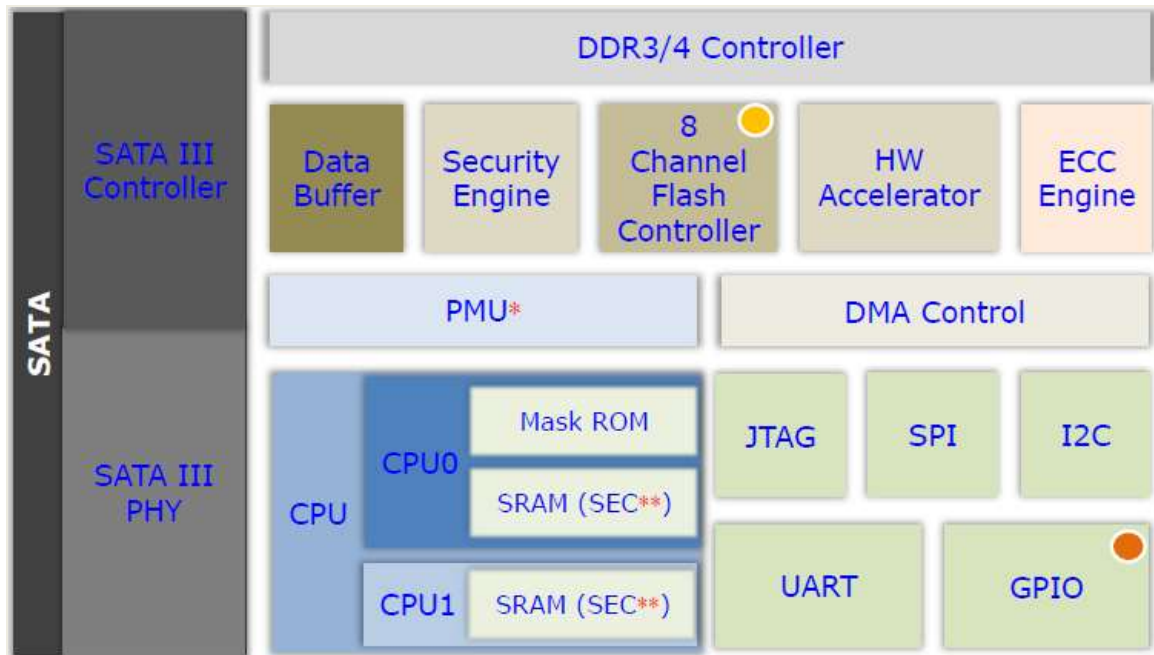 SATA
SATA III
Controller
SATA III
PHY
DDR3/4 Controller
Data
Buffer
Security
Engine
8
Channel
Flash
Controller
HW
Accelerator
ECC
Engine
PMU*
DMA Control
CPU
CPU0
Mask ROM
SRAM (SEC**)
CPU1
SRAM (SEC**)
JTAG
SPI
I2C
UART
GPIO